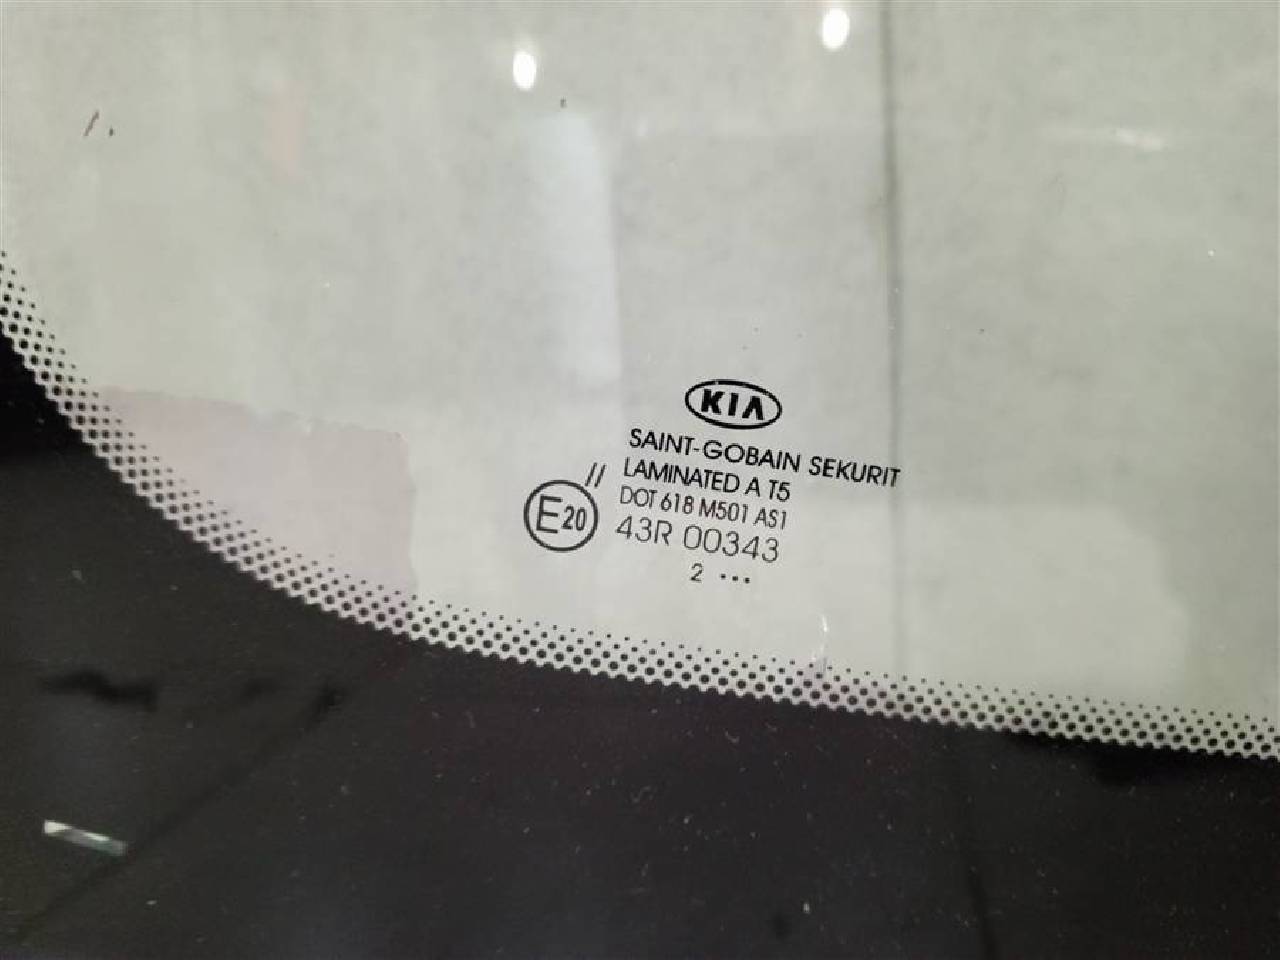 KIA
SAINT-GOBAIN SEKURIT
LAMINATED A T5
DOT 618 M501 AS1
43R 00343
2 ...
//
E20